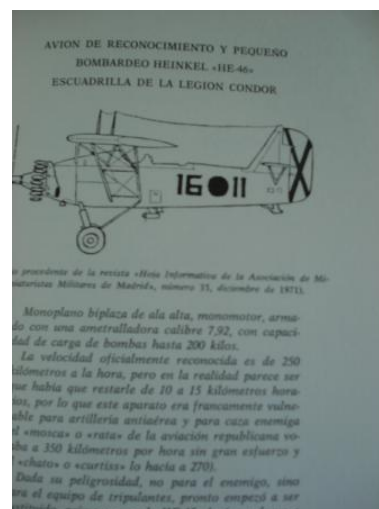 AVION DE RECONOCIMIENTO Y PEQUEÑO
BOMBARDEO HEINKEL «HE-46»
ESCUADRILLA DE LA LEGION CONDOR
16 11
o procedente de la revista «Hoja Informativa de la Asociación de Mi-
iaturistas Militares de Madrid», número 35, diciembre de 1971).
Monoplano biplaza de ala alta, monomotor, arma-
do con una ametralladora calibre 7,92, con capaci-
dad de carga de bombas hasta 200 kilos.
La velocidad oficialmente reconocida es de 250
kilómetros a la hora, pero en la realidad parece ser
que había que restarle de 10 a 15 kilómetros hora-
ios, por lo que este aparato era francamente vulne-
able para artillería antiaérea y para caza enemiga
el «mosca» o «rata» de la aviación republicana vo-
aba a 350 kilómetros por hora sin gran esfuerzo y
«chato» o «curtiss» lo hacía a 270).
Dada su peligrosidad, no para el enemigo, sino
ara el equipo de tripulantes, pronto empezó a ser